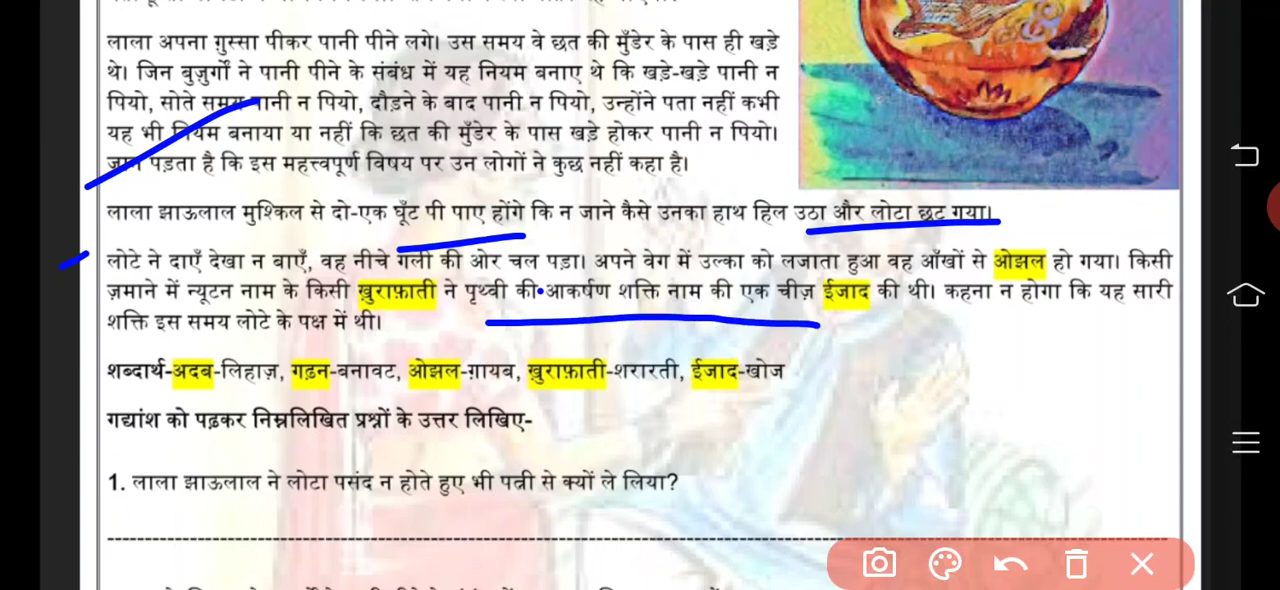 लाला अपना ग़ुस्सा पीकर पानी पीने लगे। उस समय वे छत की मुँडेर के पास ही खड़े
थे। जिन बुज़ुर्गों ने पानी पीने के संबंध में यह नियम बनाए थे कि खड़े-खड़े पानी न
पियो, सोते समय पानी न पियो, दौड़ने के बाद पानी न पियो, उन्होंने पता नहीं कभी
यह भी नियम बनाया या नहीं कि छत की मुँडेर के पास खड़े होकर पानी न पियो।
जान पड़ता है कि इस महत्त्वपूर्ण विषय पर उन लोगों ने कुछ नहीं कहा है।
लाला झाऊलाल मुश्किल से दो-एक घूँट पी पाए होंगे कि न जाने कैसे उनका हाथ हिल उठा और लोटा छूट गया।
लोटे ने दाएँ देखा न बाएँ, वह नीचे गली की ओर चल पड़ा। अपने वेग में उल्का को लजाता हुआ वह आँखों से ओझल हो गया। किसी
ज़माने में न्यूटन नाम के किसी ख़ुराफ़ाती ने पृथ्वी की आकर्षण शक्ति नाम की एक चीज़ ईजाद की थी। कहना न होगा कि यह सारी
शक्ति इस समय लोटे के पक्ष में थी।
शब्दार्थ-अदब-लिहाज़, गढ़न-बनावट, ओझल-ग़ायब, ख़ुराफ़ाती-शरारती, ईजाद-खोज
गद्यांश को पढ़कर निम्नलिखित प्रश्नों के उत्तर लिखिए-
1. लाला झाऊलाल ने लोटा पसंद न होते हुए भी पत्नी से क्यों ले लिया?